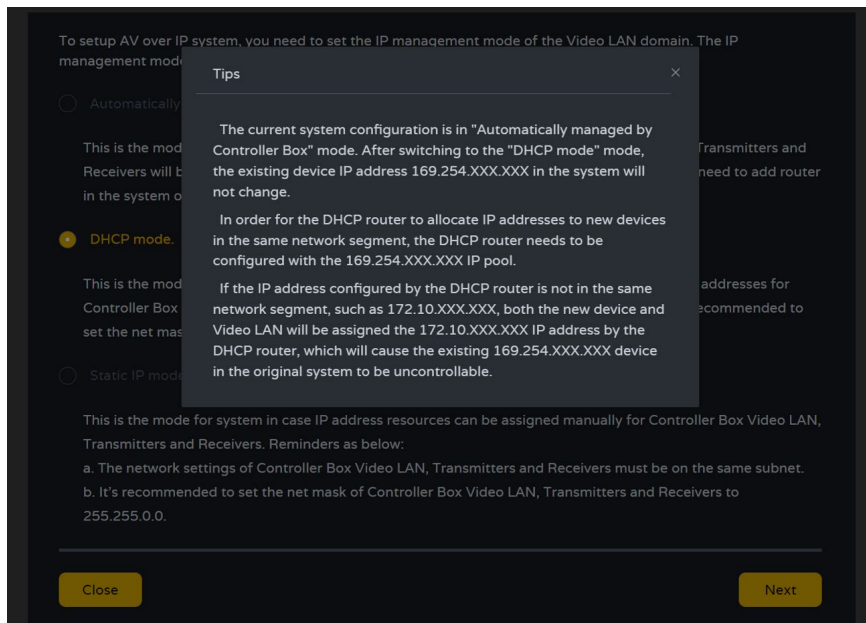 To setup AV over IP system, you need to set the IP management mode of the Video LAN domain. The IP
management mod
Tips
×
Automatically
The current system configuration is in "Automatically managed by
Controller Box" mode. After switching to the "DHCP mode" mode,
the existing device IP address 169.254.XXX.XXX in the system will
not change.
In order for the DHCP router to allocate IP addresses to new devices
in the same network segment, the DHCP router needs to be
configured with the 169.254.XXX.XXX IP pool.
If the IP address configured by the DHCP router is not in the same
network segment, such as 172.10.XXX.XXX, both the new device and
Video LAN will be assigned the 172.10.XXX.XXX IP address by the
DHCP router, which will cause the existing 169.254.XXX.XXX device
in the original system to be uncontrollable.
This is the mod Transmitters and
Receivers will b need to add router
in the system o
DHCP mode.
This is the mod addresses for
Controller Box ecommended to
set the net mas
Static IP mode
This is the mode for system in case IP address resources can be assigned manually for Controller Box Video LAN,
Transmitters and Receivers. Reminders as below:
a. The network settings of Controller Box Video LAN, Transmitters and Receivers must be on the same subnet.
b. It's recommended to set the net mask of Controller Box Video LAN, Transmitters and Receivers to
255.255.0.0.
Close
Next